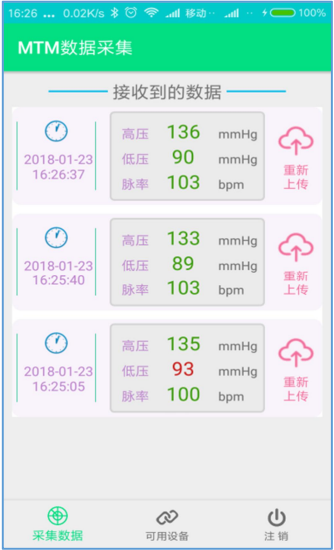 16:26 ... 0.02K/s 移动 100%
MTM数据采集
接收到的数据
2018-01-23
16:26:37
高压 136 mmHg
低压 90 mmHg
脉率 103 bpm
重新
上传
2018-01-23
16:25:40
高压 133 mmHg
低压 89 mmHg
脉率 103 bpm
重新
上传
2018-01-23
16:25:05
高压 135 mmHg
低压 93 mmHg
脉率 100 bpm
重新
上传
采集数据 可用设备 注 销